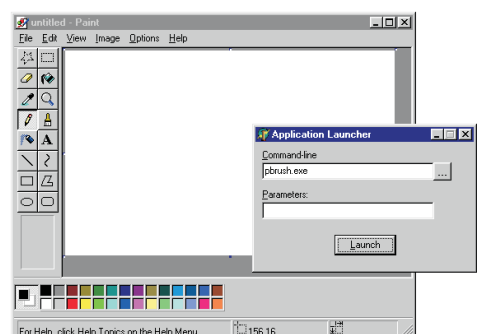 untitled - Paint
File Edit View Image Options Help
A
Application Launcher
Command-line
pbrush.exe
...
Parameters:
Launch
For Help, click Help Topics on the Help Menu.
156,16